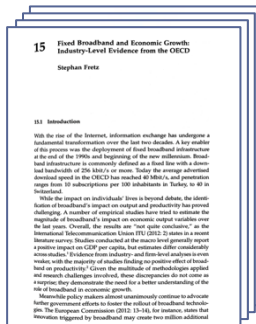 15 Fixed Broadband and Economic Growth:
Industry-Level Evidence from the OECD
Stephan Fretz
15.1 Introduction
With the rise of the Internet, information exchange has undergone a
fundamental transformation over the last two decades. A key enabler
of this process was the deployment of fixed broadband infrastructure
at the end of the 1990s and beginning of the new millennium. Broad-
band infrastructure is commonly defined as a fixed line with a down-
load bandwidth of 256 kbit/s or more. Today the average advertised
download speed in the OECD has reached 40 Mbit/s, and penetration
ranges from 10 subscriptions per 100 inhabitants in Turkey, to 40 in
Switzerland.
While the impact on individuals' lives is beyond debate, the identi-
fication of broadband's impact on output and productivity has proved
challenging. A number of empirical studies have tried to estimate the
magnitude of broadband's impact on economic output variables over
the last years. Overall, the results are "not quite conclusive," as the
International Telecommunication Union ITU (2012: 2) states in a recent
literature survey. Studies conducted at the macro level generally report
a positive impact on GDP per capita, but estimates differ considerably
across studies. Evidence from industry- and firm-level analyses is even
weaker, with the majority of studies finding no positive effect of broad-
band on productivity. Given the multitude of methodologies applied
and research challenges involved, these discrepancies do not come as
a surprise; they demonstrate the need for a better understanding of the
role of broadband in economic growth.
Meanwhile policy makers almost unanimously continue to advocate
further government efforts to foster the rollout of broadband technolo-
gies. The European Commission (2012: 13–14), for instance, states that
innovation triggered by broadband may create two million additional